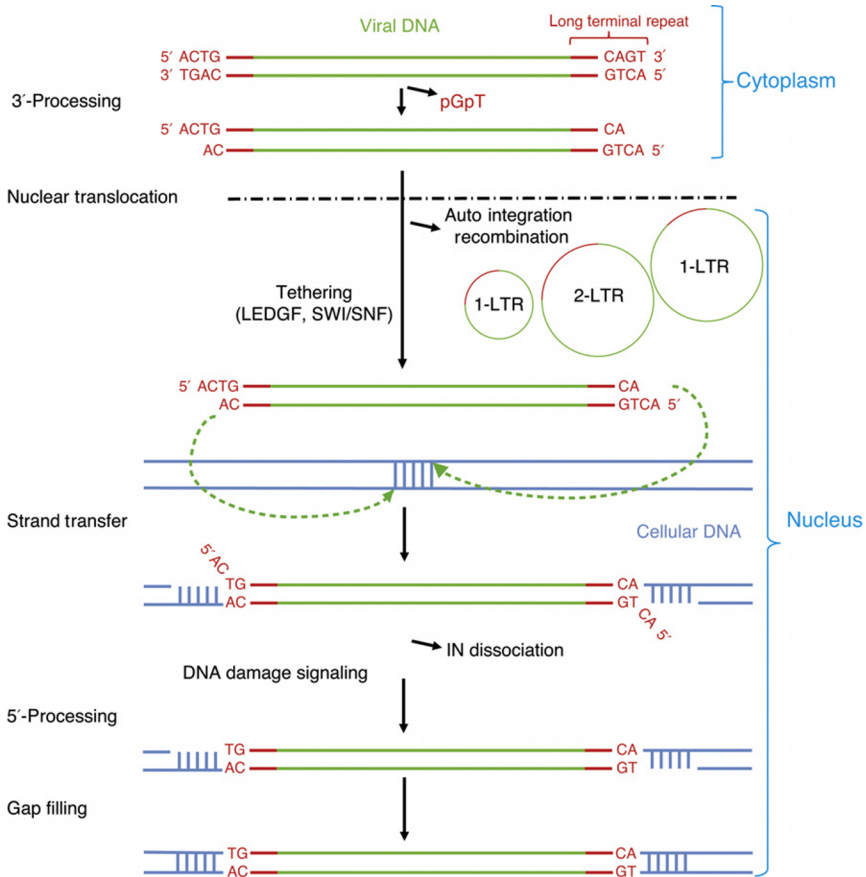 Viral DNA
Long terminal repeat
5′ ACTG
CAGT 3′
3′ TGAC
GTCA 5′
Cytoplasm
3′-Processing
pGpT
5′ ACTG
CA
AC
GTCA 5′
Nuclear translocation
Auto integration
recombination
1-LTR
2-LTR
1-LTR
Tethering
(LEDGF, SWI/SNF)
5′ ACTG
CA
AC
GTCA 5′
Strand transfer
Cellular DNA
Nucleus
5′ AC
TG
CA
AC
GT
CA 5′
IN dissociation
DNA damage signaling
5′-Processing
TG
CA
AC
GT
Gap filling
TG
CA
AC
GT